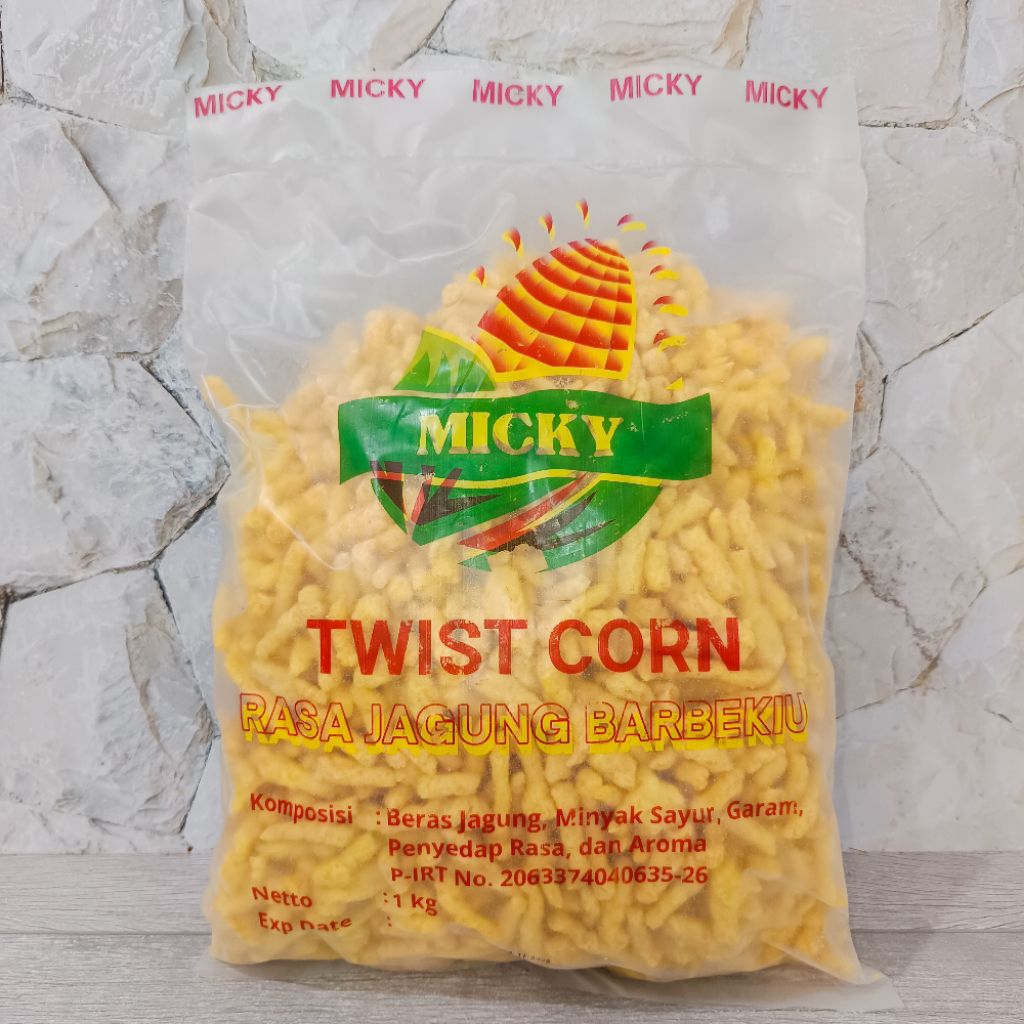 MICKY MICKY MICKY MICKY MICKY
MICKY
TWIST CORN
RASA JAGUNG BARBEKIU
Komposisi : Beras Jagung, Minyak Sayur, Garam,
Penyedap Rasa, dan Aroma
P-IRT No. 2063374040635-26
Netto : 1 kg
Exp Date :